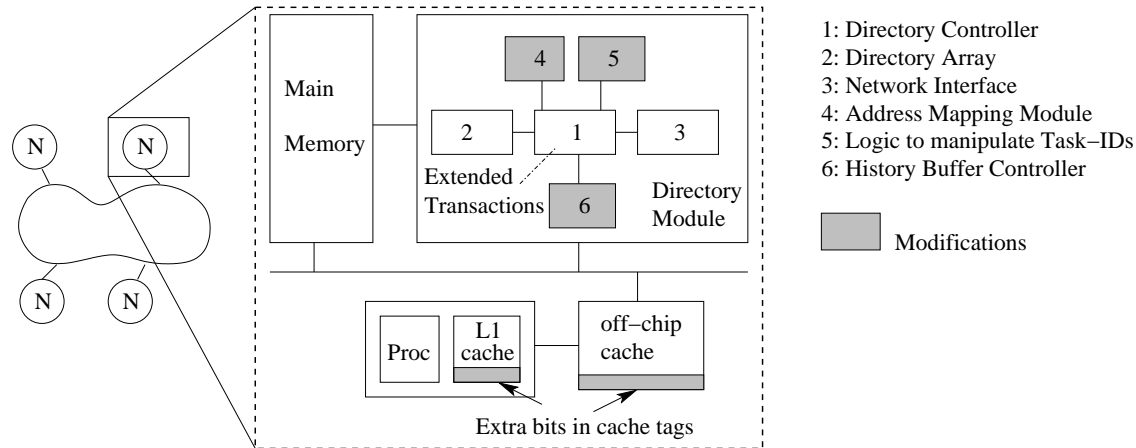 N
N
N
N
Main
Memory
4
5
2
1
3
Extended
Transactions
6
Directory
Module
Proc
L1
cache
off−chip
cache
Extra bits in cache tags
1: Directory Controller
2: Directory Array
3: Network Interface
4: Address Mapping Module
5: Logic to manipulate Task−IDs
6: History Buffer Controller
Modifications